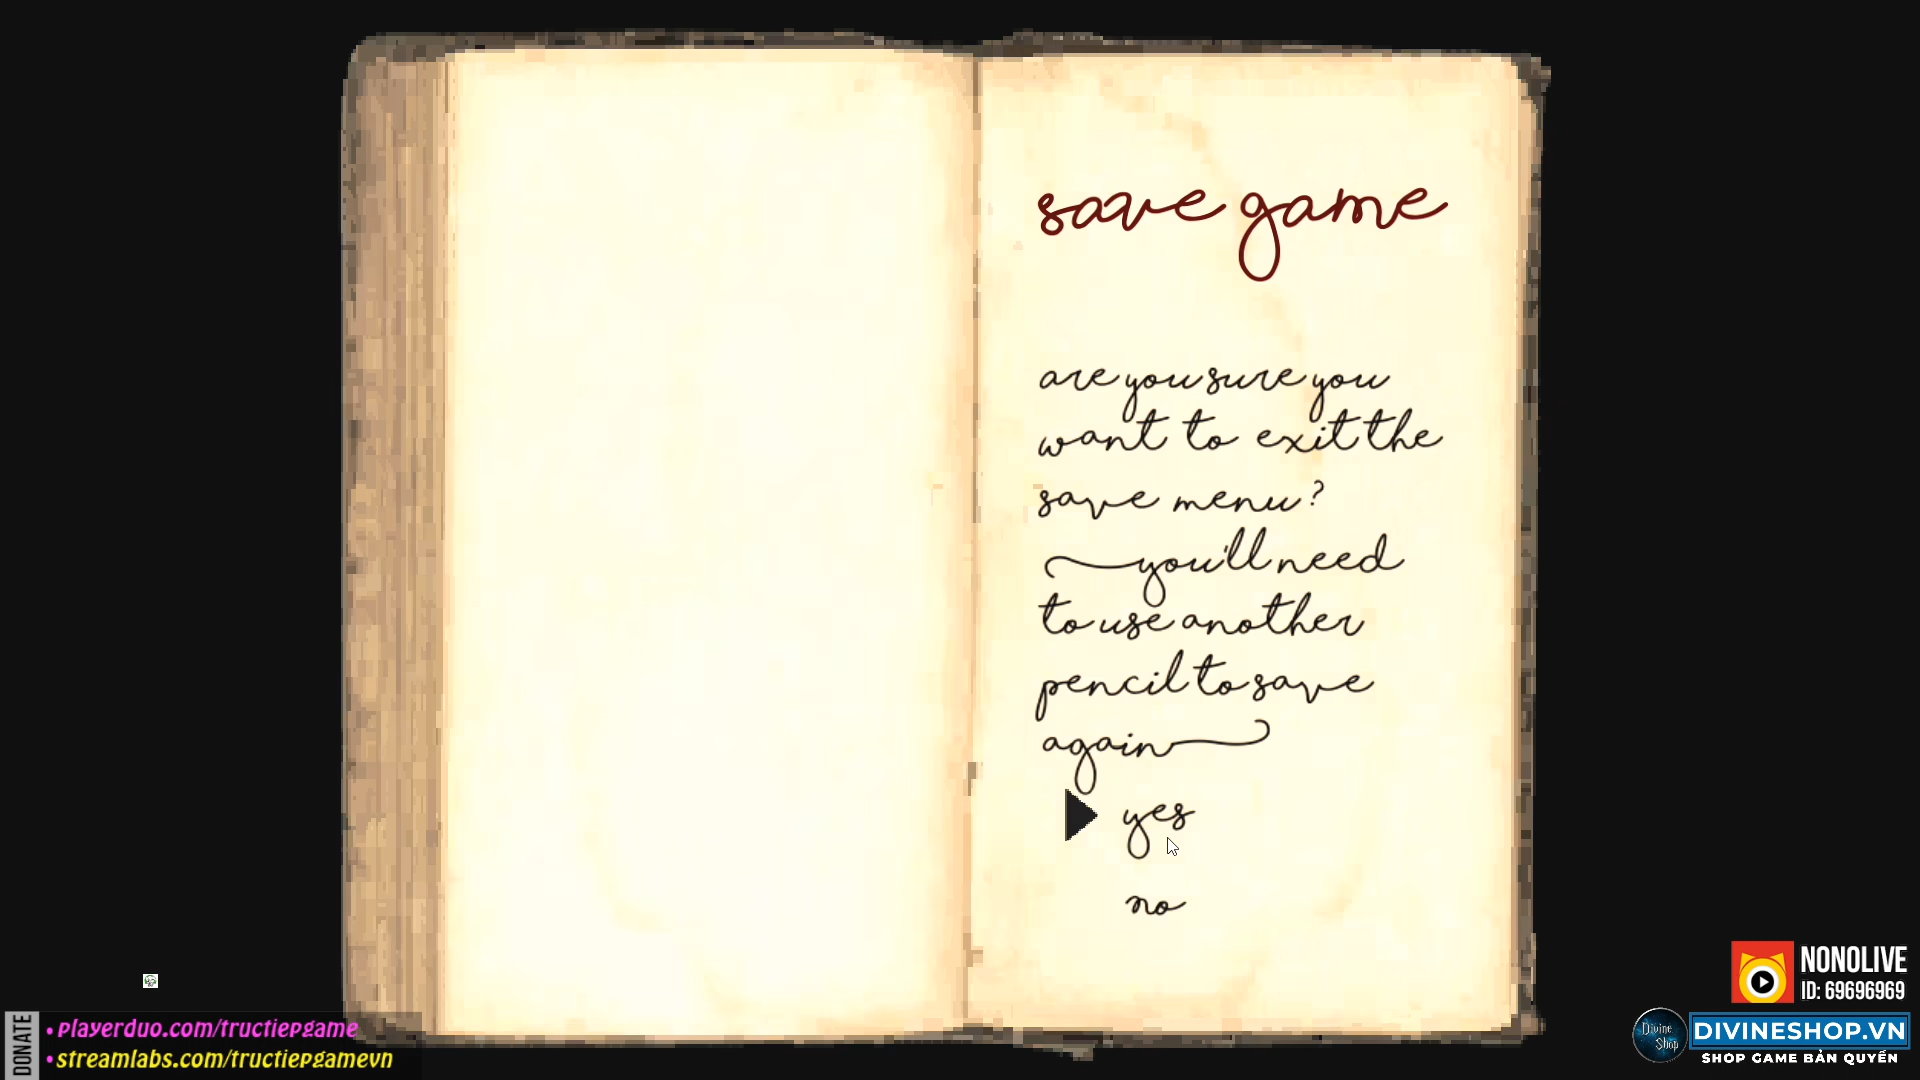 save game
are you sure you
want to exit the
save menu?
(you'll need
to use another
pencil to save
again)
yes
no
NONOLIVE
ID: 69696969
Divine
Shop
DIVINESHOP.VN
SHOP GAME BẢN QUYỀN
DONATE
• playerduo.com/tructiepgame
• streamlabs.com/tructiepgamevn